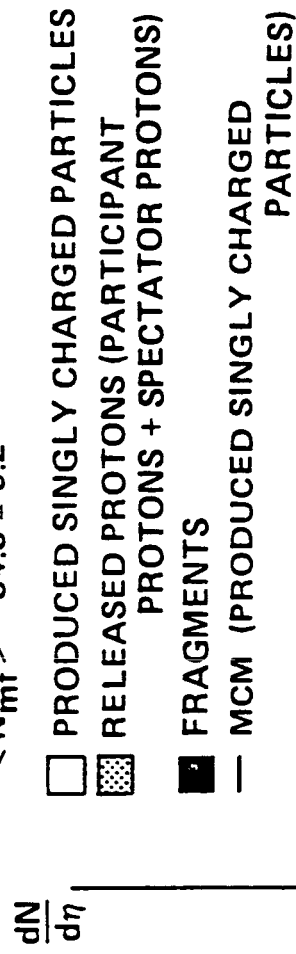 PRODUCED SINGLY CHARGED PARTICLES
RELEASED PROTONS (PARTICIPANT
PROTONS + SPECTATOR PROTONS)
FRAGMENTS
— MCM (PRODUCED SINGLY CHARGED
PARTICLES)
dN
dη